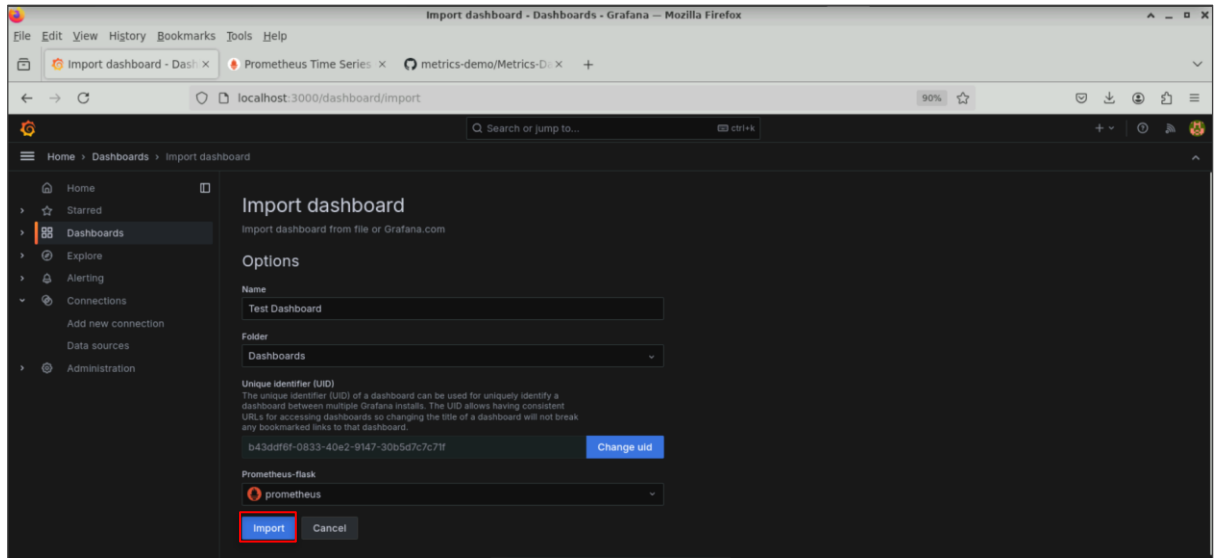 Import dashboard - Dashboards - Grafana — Mozilla Firefox
File Edit View History Bookmarks Tools Help
Import dashboard - Dash
Prometheus Time Series
metrics-demo/Metrics-Da
localhost:3000/dashboard/import
90%
Search or jump to...
ctrl+k
Home › Dashboards › Import dashboard
Home
Starred
Dashboards
Explore
Alerting
Connections
Add new connection
Data sources
Administration
Import dashboard
Import dashboard from file or Grafana.com
Options
Name
Test Dashboard
Folder
Dashboards
Unique identifier (UID)
The unique identifier (UID) of a dashboard can be used for uniquely identify a
dashboard between multiple Grafana installs. The UID allows having consistent
URLs for accessing dashboards so changing the title of a dashboard will not break
any bookmarked links to that dashboard.
b43ddf6f-0833-40e2-9147-30b5d7c7c71f
Change uid
Prometheus-flask
prometheus
Import
Cancel